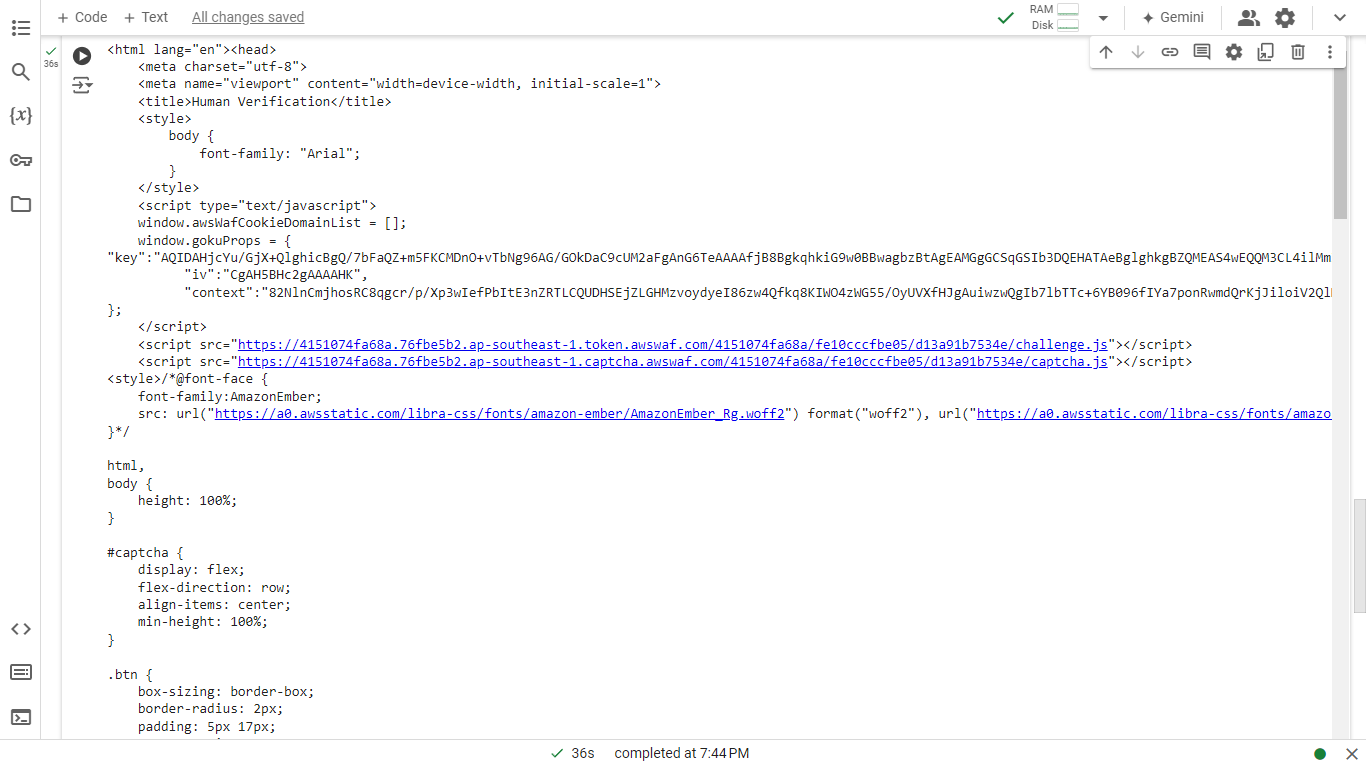 + Code + Text All changes saved
RAM
Disk
Gemini
36s
<html lang="en"><head>
<meta charset="utf-8">
<meta name="viewport" content="width=device-width, initial-scale=1">
<title>Human Verification</title>
<style>
body {
font-family: "Arial";
}
</style>
<script type="text/javascript">
window.awsWafCookieDomainList = [];
window.gokuProps = {
"key":"AQIDAHjcYu/GjX+QlghicBgQ/7bFaQZ+m5FKCMDnO+vTbNg96AG/GOkDaC9cUM2aFgAnG6TeAAAAfjB8BgkqhkiG9w0BBwagbzBtAgEAMGgGCSqGSIb3DQEHATAeBglghkgBZQMEAS4wEQQM3CL4ilMm
"iv":"CgAH5BHc2gAAAAHK",
"context":"82NlnCmjhosRC8qgcr/p/Xp3wIefPbItE3nZRTLCQUDHSEjZLGHMzvoydyeI86zw4Qfkq8KIWO4zWG55/OyUVXfHJgAuiwzwQgIb7lbTTc+6YB096fIYa7ponRwmdQrKjJiloiV2Ql
};
</script>
<script src="https://4151074fa68a.76fbe5b2.ap-southeast-1.token.awswaf.com/4151074fa68a/fe10cccfbe05/d13a91b7534e/challenge.js"></script>
<script src="https://4151074fa68a.76fbe5b2.ap-southeast-1.captcha.awswaf.com/4151074fa68a/fe10cccfbe05/d13a91b7534e/captcha.js"></script>
<style>/*@font-face {
font-family:AmazonEmber;
src: url("https://a0.awsstatic.com/libra-css/fonts/amazon-ember/AmazonEmber_Rg.woff2") format("woff2"), url("https://a0.awsstatic.com/libra-css/fonts/amazo
}*/
html,
body {
height: 100%;
}
#captcha {
display: flex;
flex-direction: row;
align-items: center;
min-height: 100%;
}
.btn {
box-sizing: border-box;
border-radius: 2px;
padding: 5px 17px;
36s completed at 7:44 PM